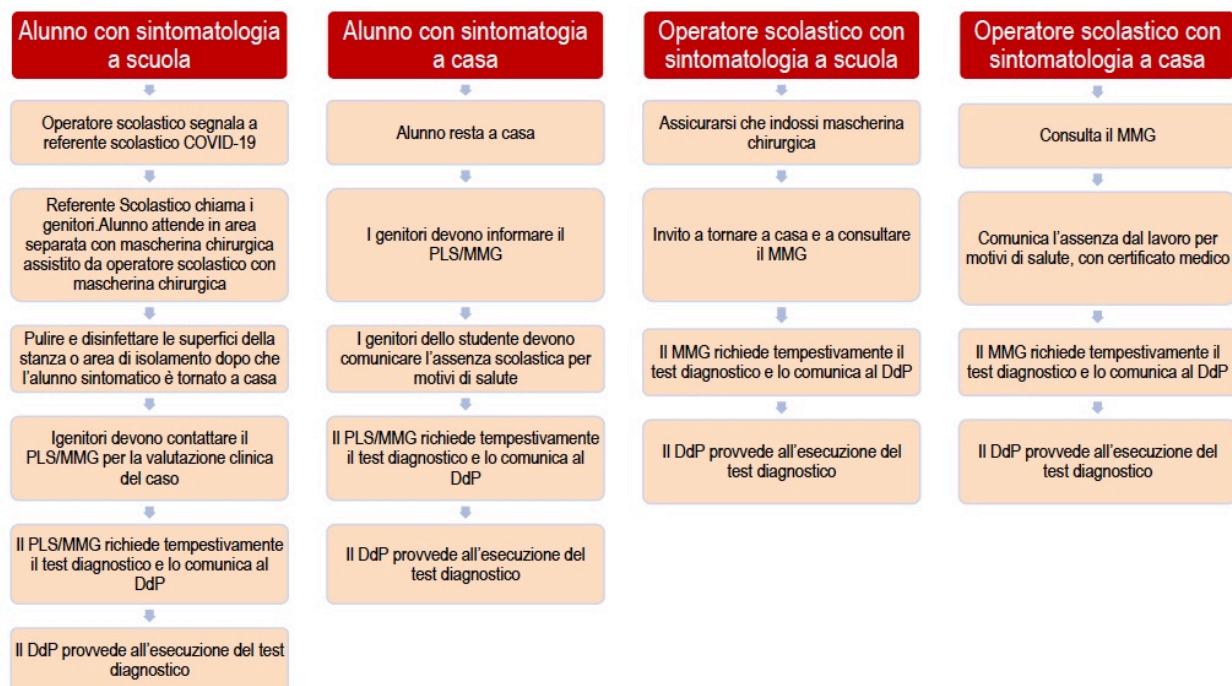 Alunno con sintomatologia
a scuola
Operatore scolastico segnala a
referente scolastico COVID-19
Referente Scolastico chiama i
genitori.Alunno attende in area
separata con mascherina chirurgica
assistito da operatore scolastico con
mascherina chirurgica
Pulire e disinfettare le superfici della
stanza o area di isolamento dopo che
l'alunno sintomatico è tornato a casa
Igenitori devono contattare il
PLS/MMG per la valutazione clinica
del caso
Il PLS/MMG richiede tempestivamente
il test diagnostico e lo comunica al
DdP
Il DdP provvede all'esecuzione del test
diagnostico
Alunno con sintomatogia
a casa
Alunno resta a casa
I genitori devono informare il
PLS/MMG
I genitori dello studente devono
comunicare l'assenza scolastica per
motivi di salute
Il PLS/MMG richiede tempestivamente
il test diagnostico e lo comunica al
DdP
Il DdP provvede all'esecuzione del
test diagnostico
Operatore scolastico con
sintomatologia a scuola
Assicurarsi che indossi mascherina
chirurgica
Invito a tornare a casa e a consultare
il MMG
Il MMG richiede tempestivamente il
test diagnostico e lo comunica al DdP
Il DdP provvede all'esecuzione del
test diagnostico
Operatore scolastico con
sintomatologia a casa
Consulta il MMG
Comunica l'assenza dal lavoro per
motivi di salute, con certificato medico
Il MMG richiede tempestivamente il
test diagnostico e lo comunica al DdP
Il DdP provvede all'esecuzione del
test diagnostico